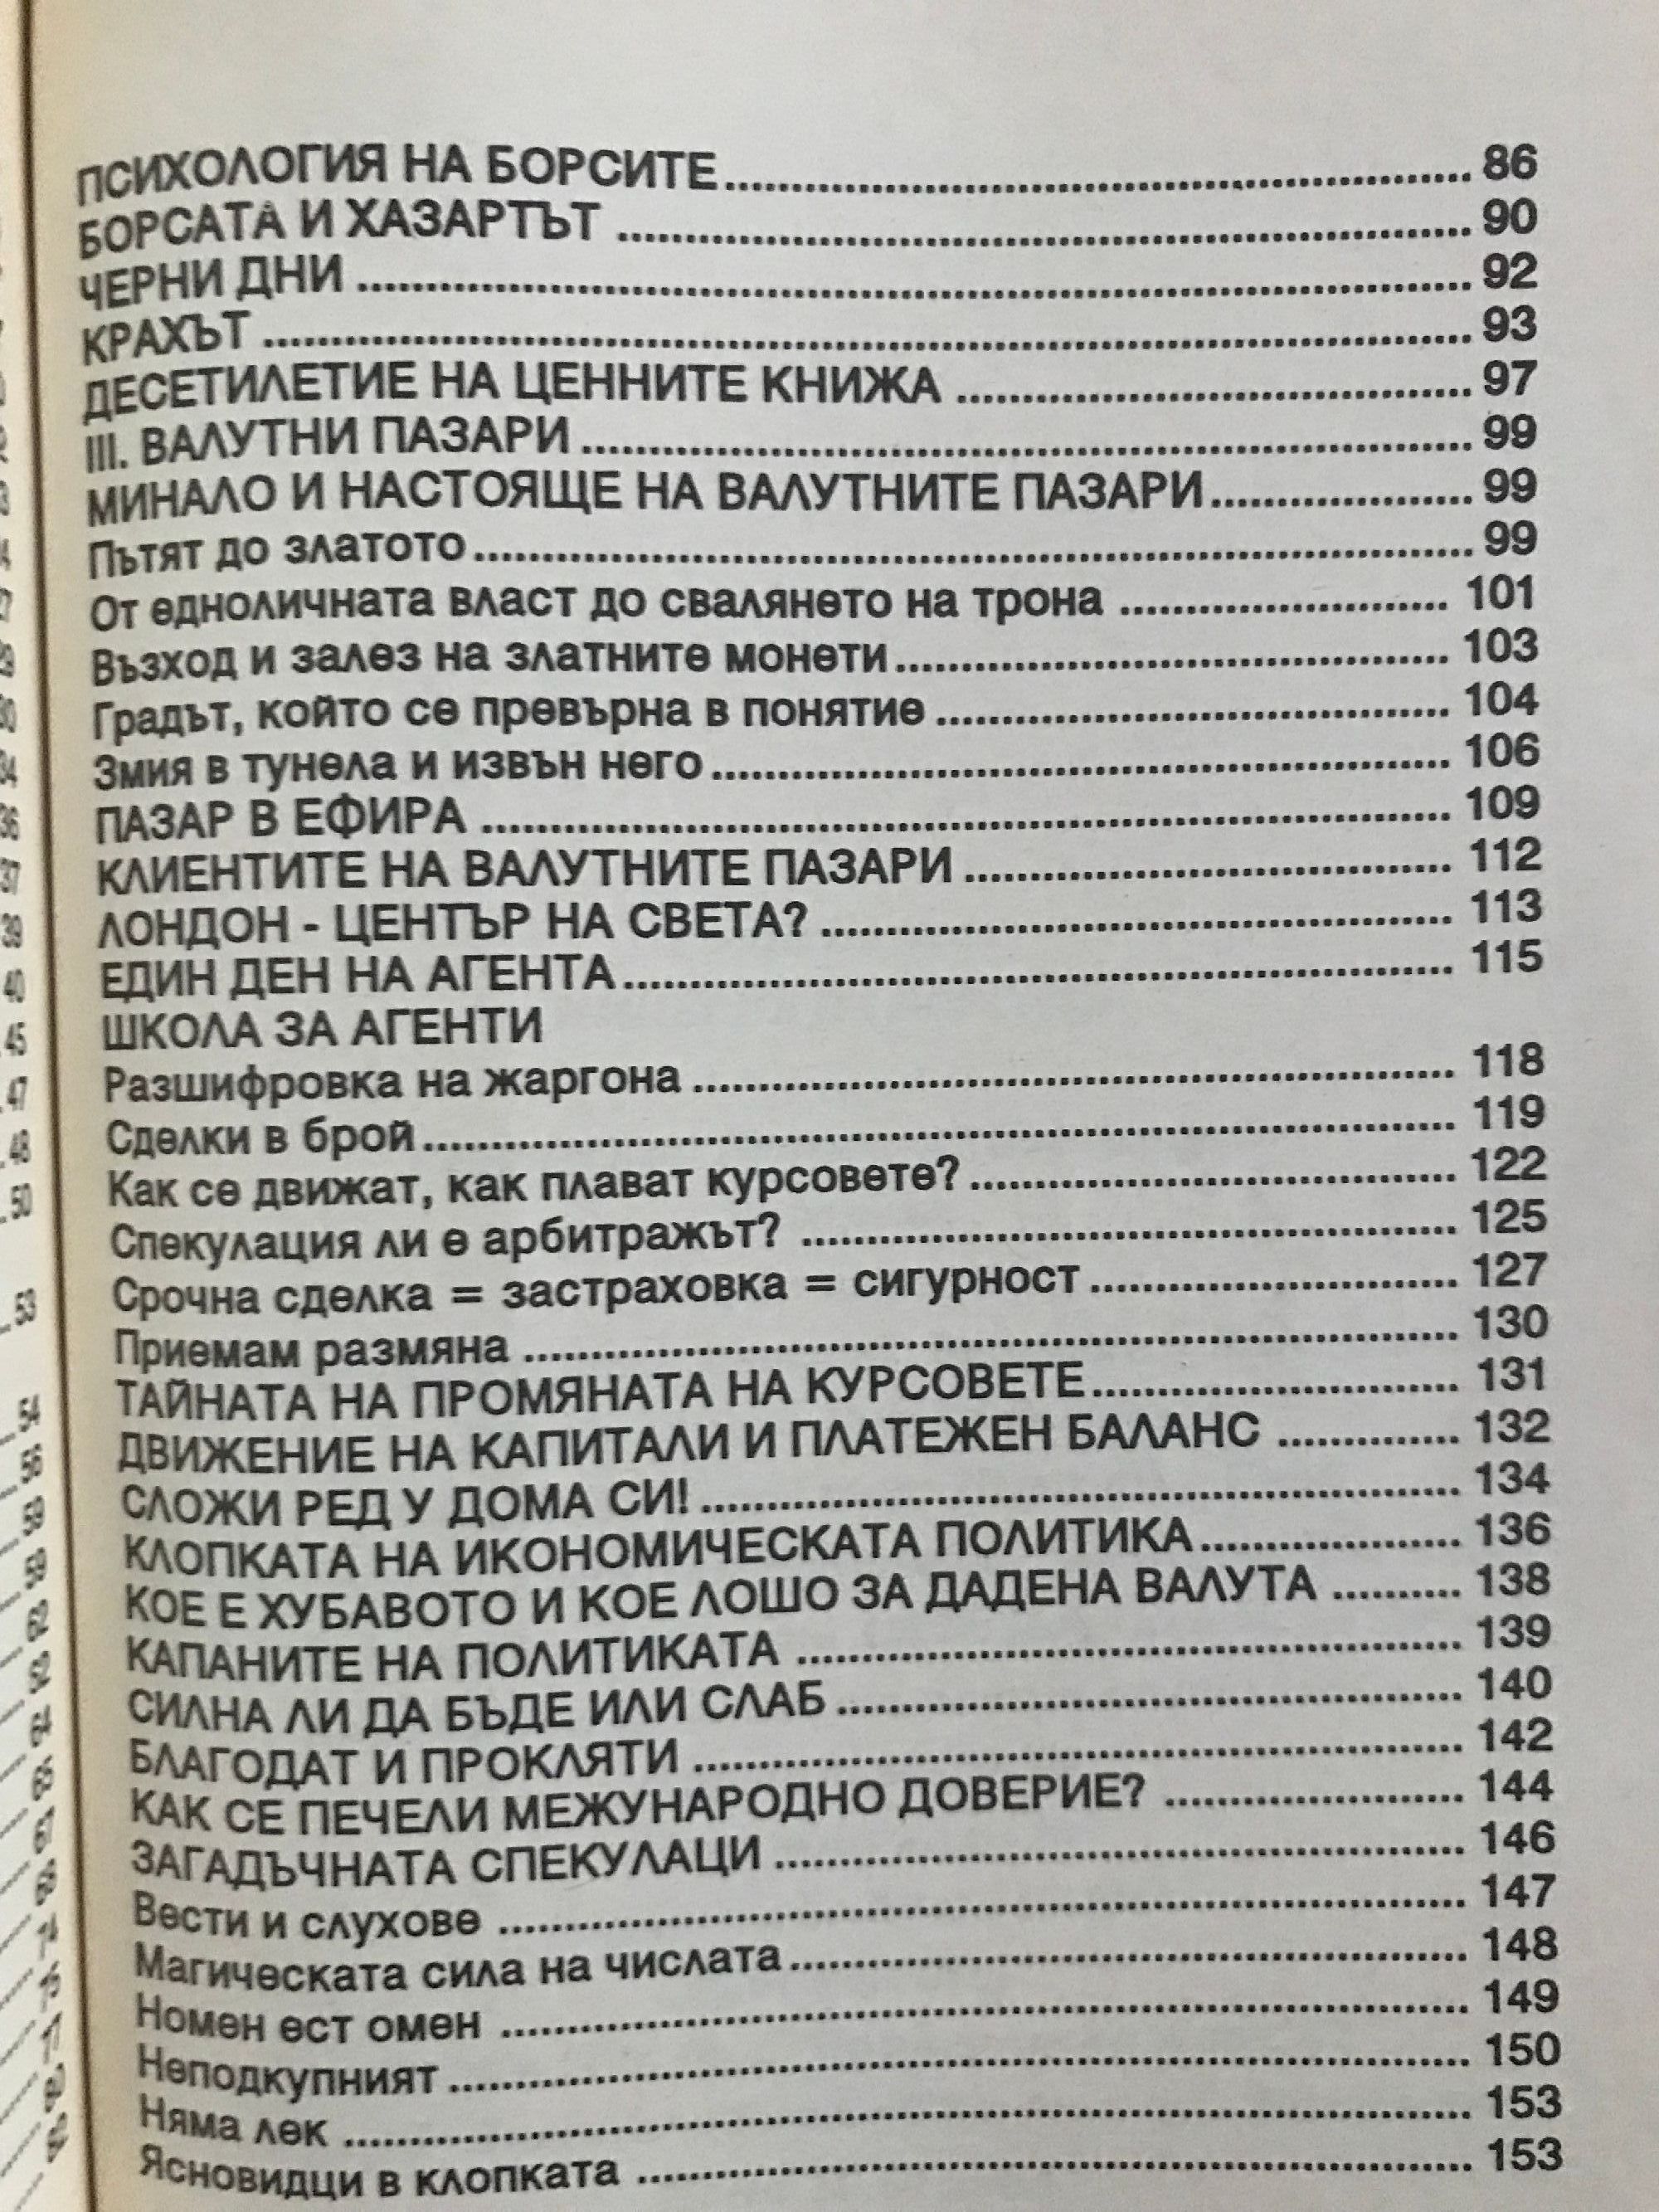 ПСИХОЛОГИЯ НА БОРСИТЕ 86
БОРСАТА И ХАЗАРТЪТ 90
ЧЕРНИ ДНИ 92
КРАХЪТ 93
ДЕСЕТИЛЕТИЕ НА ЦЕННИТЕ КНИЖА 97
III. ВАЛУТНИ ПАЗАРИ 99
МИНАЛО И НАСТОЯЩЕ НА ВАЛУТНИТЕ ПАЗАРИ 99
Пътят до златото 99
От едноличната власт до свалянето на трона 101
Възход и залез на златните монети 103
Градът, който се превърна в понятие 104
Змия в тунела и извън него 106
ПАЗАР В ЕФИРА 109
КЛИЕНТИТЕ НА ВАЛУТНИТЕ ПАЗАРИ 112
ЛОНДОН - ЦЕНТЪР НА СВЕТА? 113
ЕДИН ДЕН НА АГЕНТА 115
ШКОЛА ЗА АГЕНТИ
Разшифровка на жаргона 118
Сделки в брой 119
Как се движат, как плават курсовете? 122
Спекулация ли е арбитражът? 125
Срочна сделка = застраховка = сигурност 127
Приемам размяна 130
ТАЙНАТА НА ПРОМЯНАТА НА КУРСОВЕТЕ 131
ДВИЖЕНИЕ НА КАПИТАЛИ И ПЛАТЕЖЕН БАЛАНС 132
СЛОЖИ РЕД У ДОМА СИ! 134
КЛОПКАТА НА ИКОНОМИЧЕСКАТА ПОЛИТИКА 136
КОЕ Е ХУБАВОТО И КОЕ ЛОШО ЗА ДАДЕНА ВАЛУТА 138
КАПАНИТЕ НА ПОЛИТИКАТА 139
СИЛНА ЛИ ДА БЪДЕ ИЛИ СЛАБ 140
БЛАГОДАТ И ПРОКЛЯТИ 142
КАК СЕ ПЕЧЕЛИ МЕЖУНАРОДНО ДОВЕРИЕ? 144
ЗАГАДЪЧНАТА СПЕКУЛАЦИ 146
Вести и слухове 147
Магическата сила на числата 148
Номен ест омен 149
Неподкупният 150
Няма лек 153
Ясновидци в клопката 153